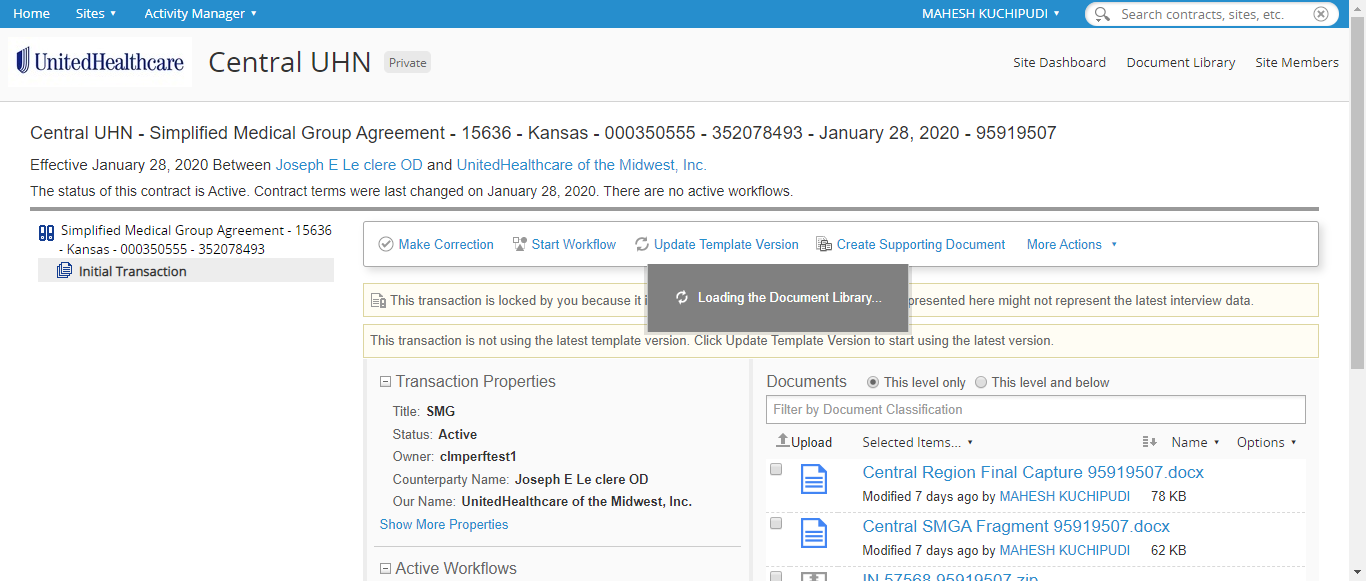 Home Sites Activity Manager MAHESH KUCHIPUDI Search contracts, sites, etc.
UnitedHealthcare Central UHN Private Site Dashboard Document Library Site Members
Central UHN - Simplified Medical Group Agreement - 15636 - Kansas - 000350555 - 352078493 - January 28, 2020 - 95919507
Effective January 28, 2020 Between Joseph E Le clere OD and UnitedHealthcare of the Midwest, Inc.
The status of this contract is Active. Contract terms were last changed on January 28, 2020. There are no active workflows.
Simplified Medical Group Agreement - 15636
- Kansas - 000350555 - 352078493
Initial Transaction
Make Correction Start Workflow Update Template Version Create Supporting Document More Actions
Loading the Document Library...
This transaction is locked by you because it presented here might not represent the latest interview data.
This transaction is not using the latest template version. Click Update Template Version to start using the latest version.
Transaction Properties
Title: SMG
Status: Active
Owner: clmperftest1
Counterparty Name: Joseph E Le clere OD
Our Name: UnitedHealthcare of the Midwest, Inc.
Show More Properties
Active Workflows
Documents This level only This level and below
Filter by Document Classification
Upload Selected Items... Name Options
Central Region Final Capture 95919507.docx
Modified 7 days ago by MAHESH KUCHIPUDI 78 KB
Central SMGA Fragment 95919507.docx
Modified 7 days ago by MAHESH KUCHIPUDI 62 KB
IN 57568 95919507.zip